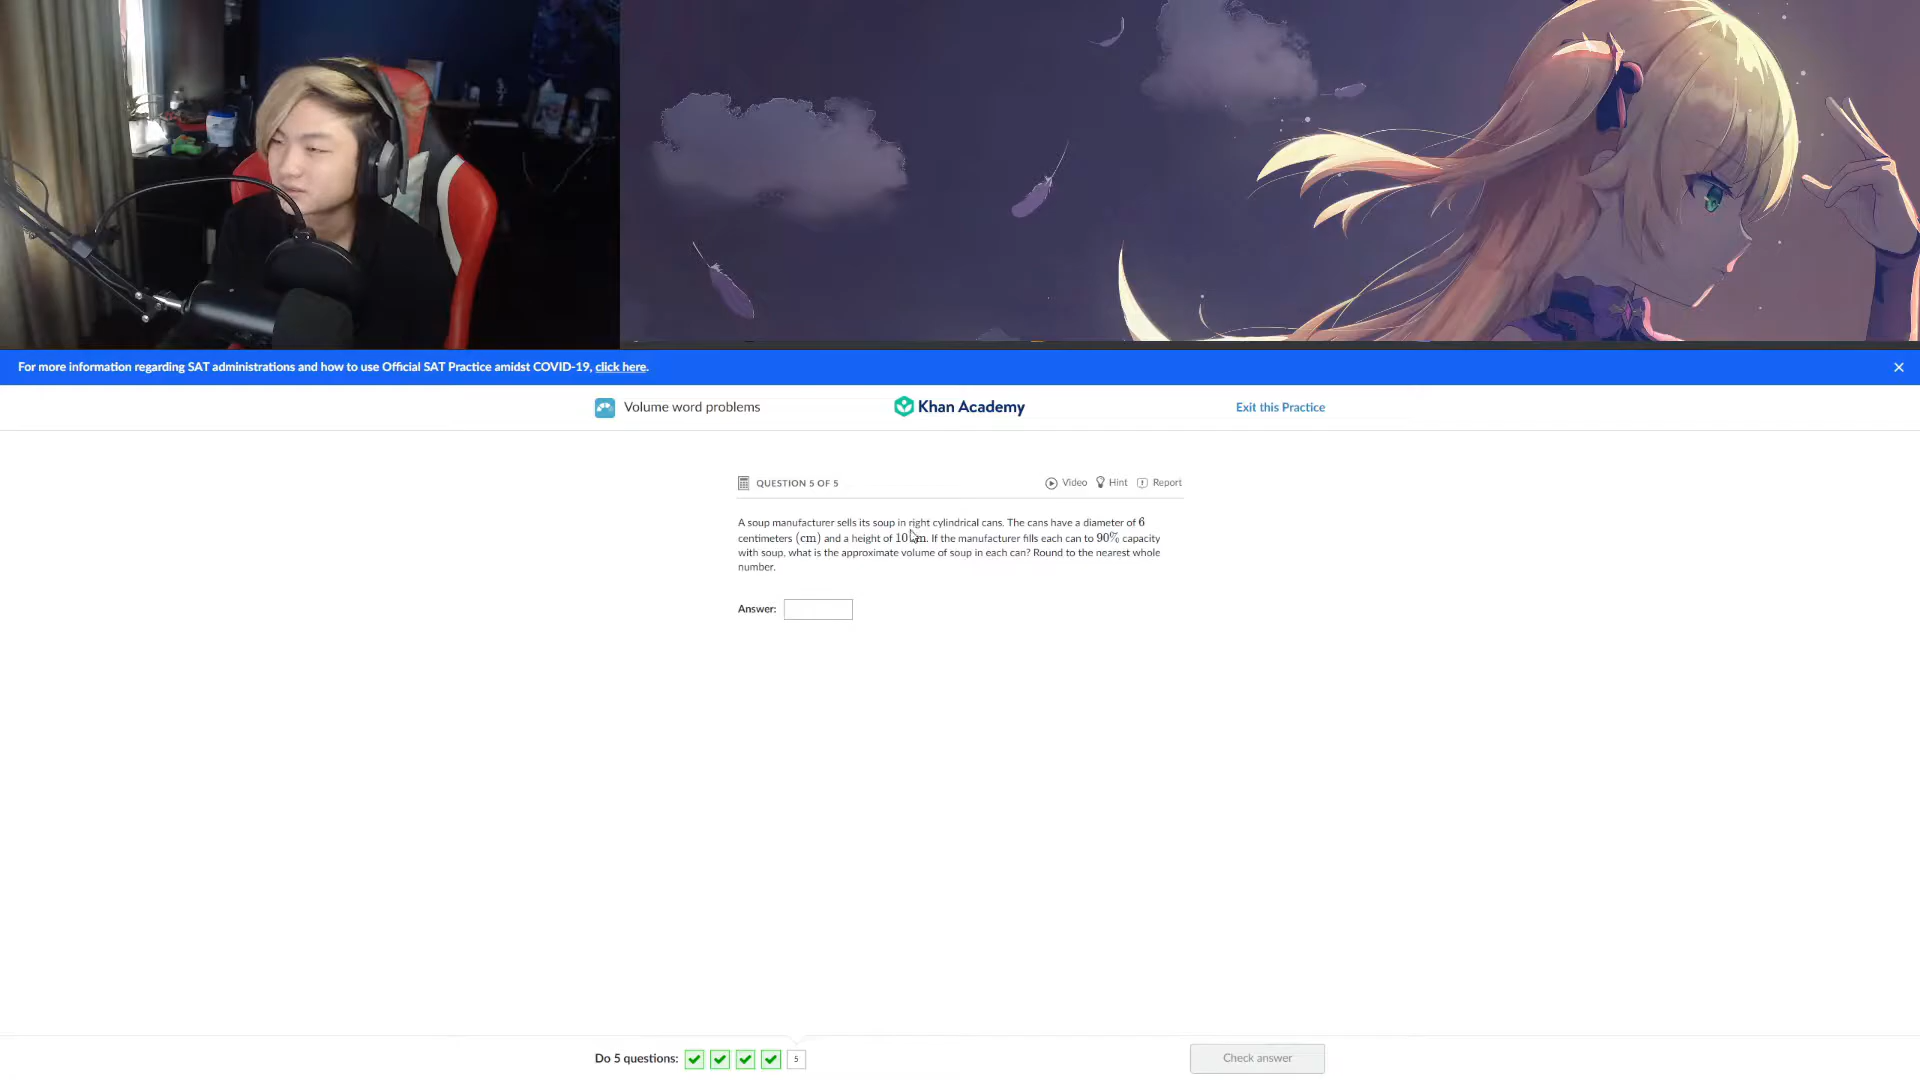 For more information regarding SAT administrations and how to use Official SAT Practice amidst COVID-19, click here.
Volume word problems
Khan Academy
Exit this Practice
QUESTION 5 OF 5
Video
Hint
Report
A soup manufacturer sells its soup in right cylindrical cans. The cans have a diameter of 6
centimeters (cm) and a height of 10 cm. If the manufacturer fills each can to 90% capacity
with soup, what is the approximate volume of soup in each can? Round to the nearest whole
number.
Answer:
Do 5 questions:
5
Check answer